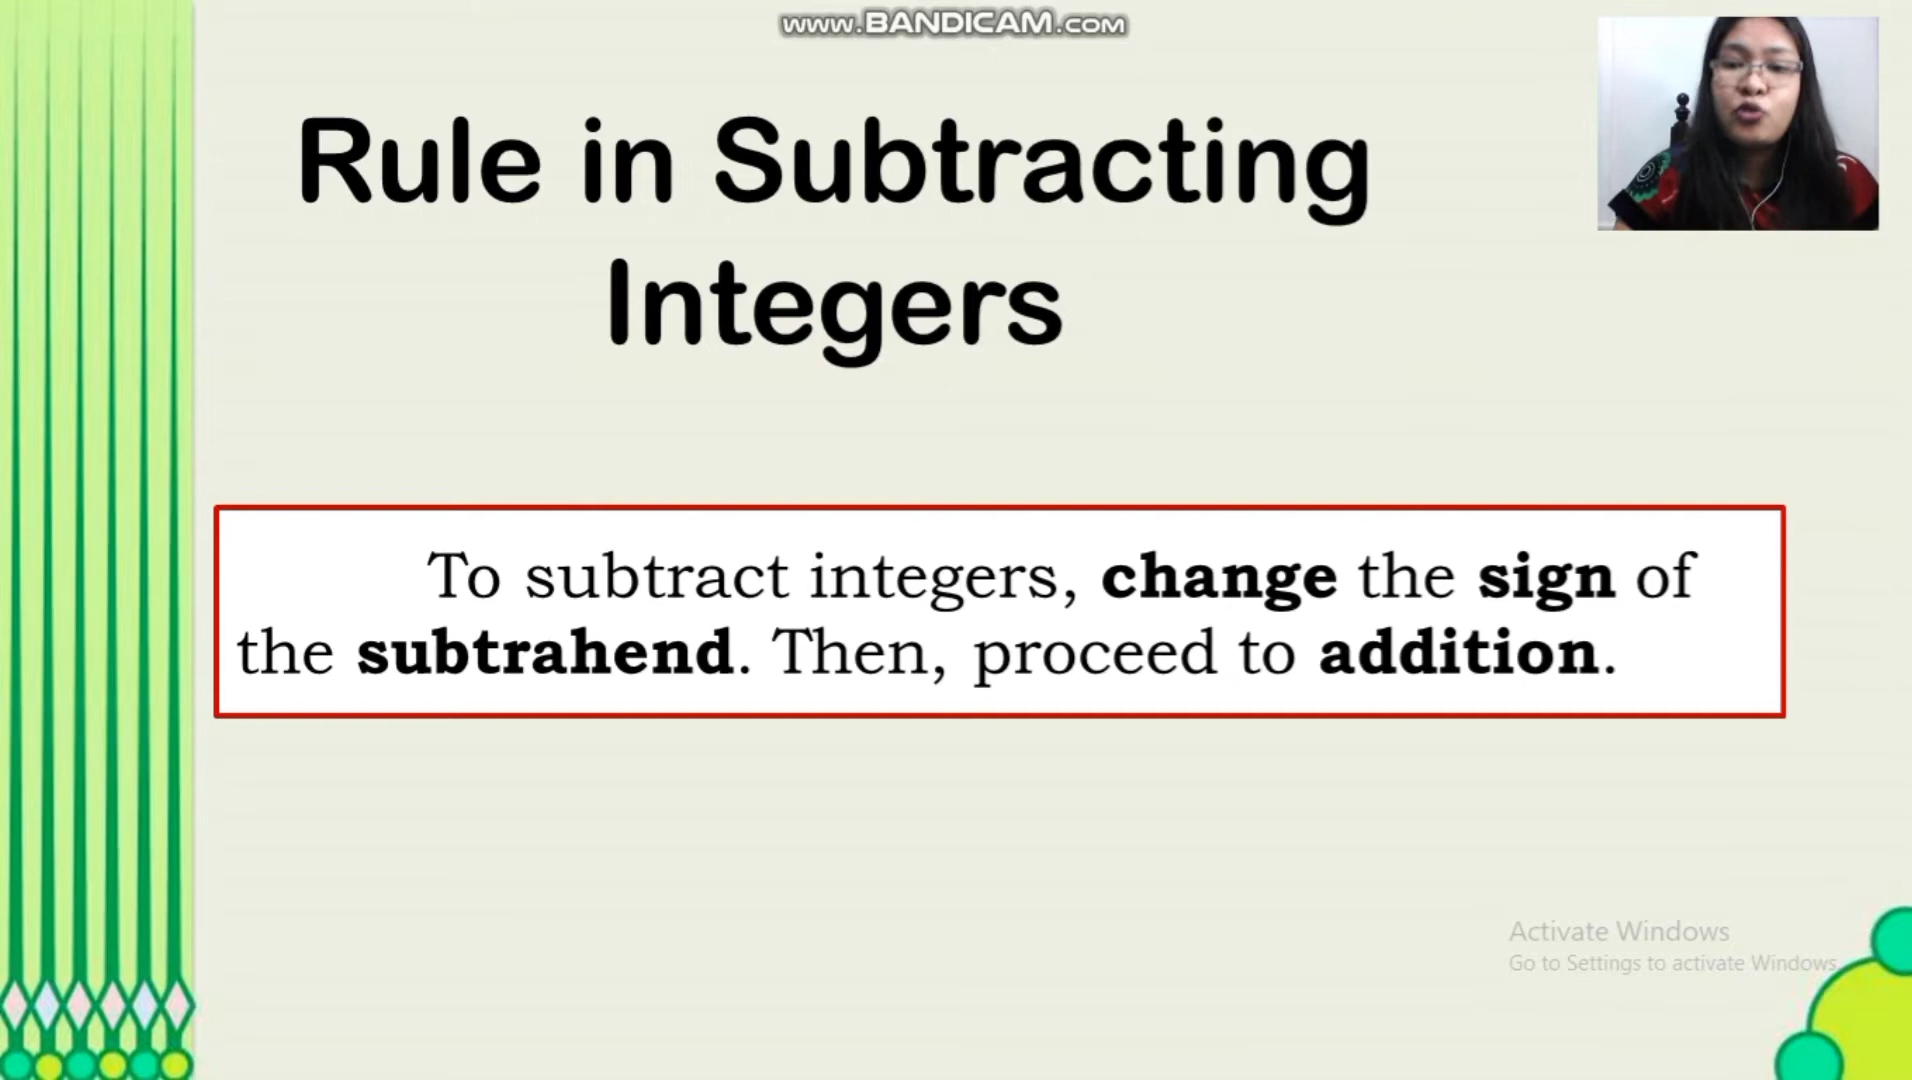 www.BANDICAM.com
Rule in Subtracting
Integers
To subtract integers, change the sign of
the subtrahend. Then, proceed to addition.
Activate Windows
Go to Settings to activate Windows.